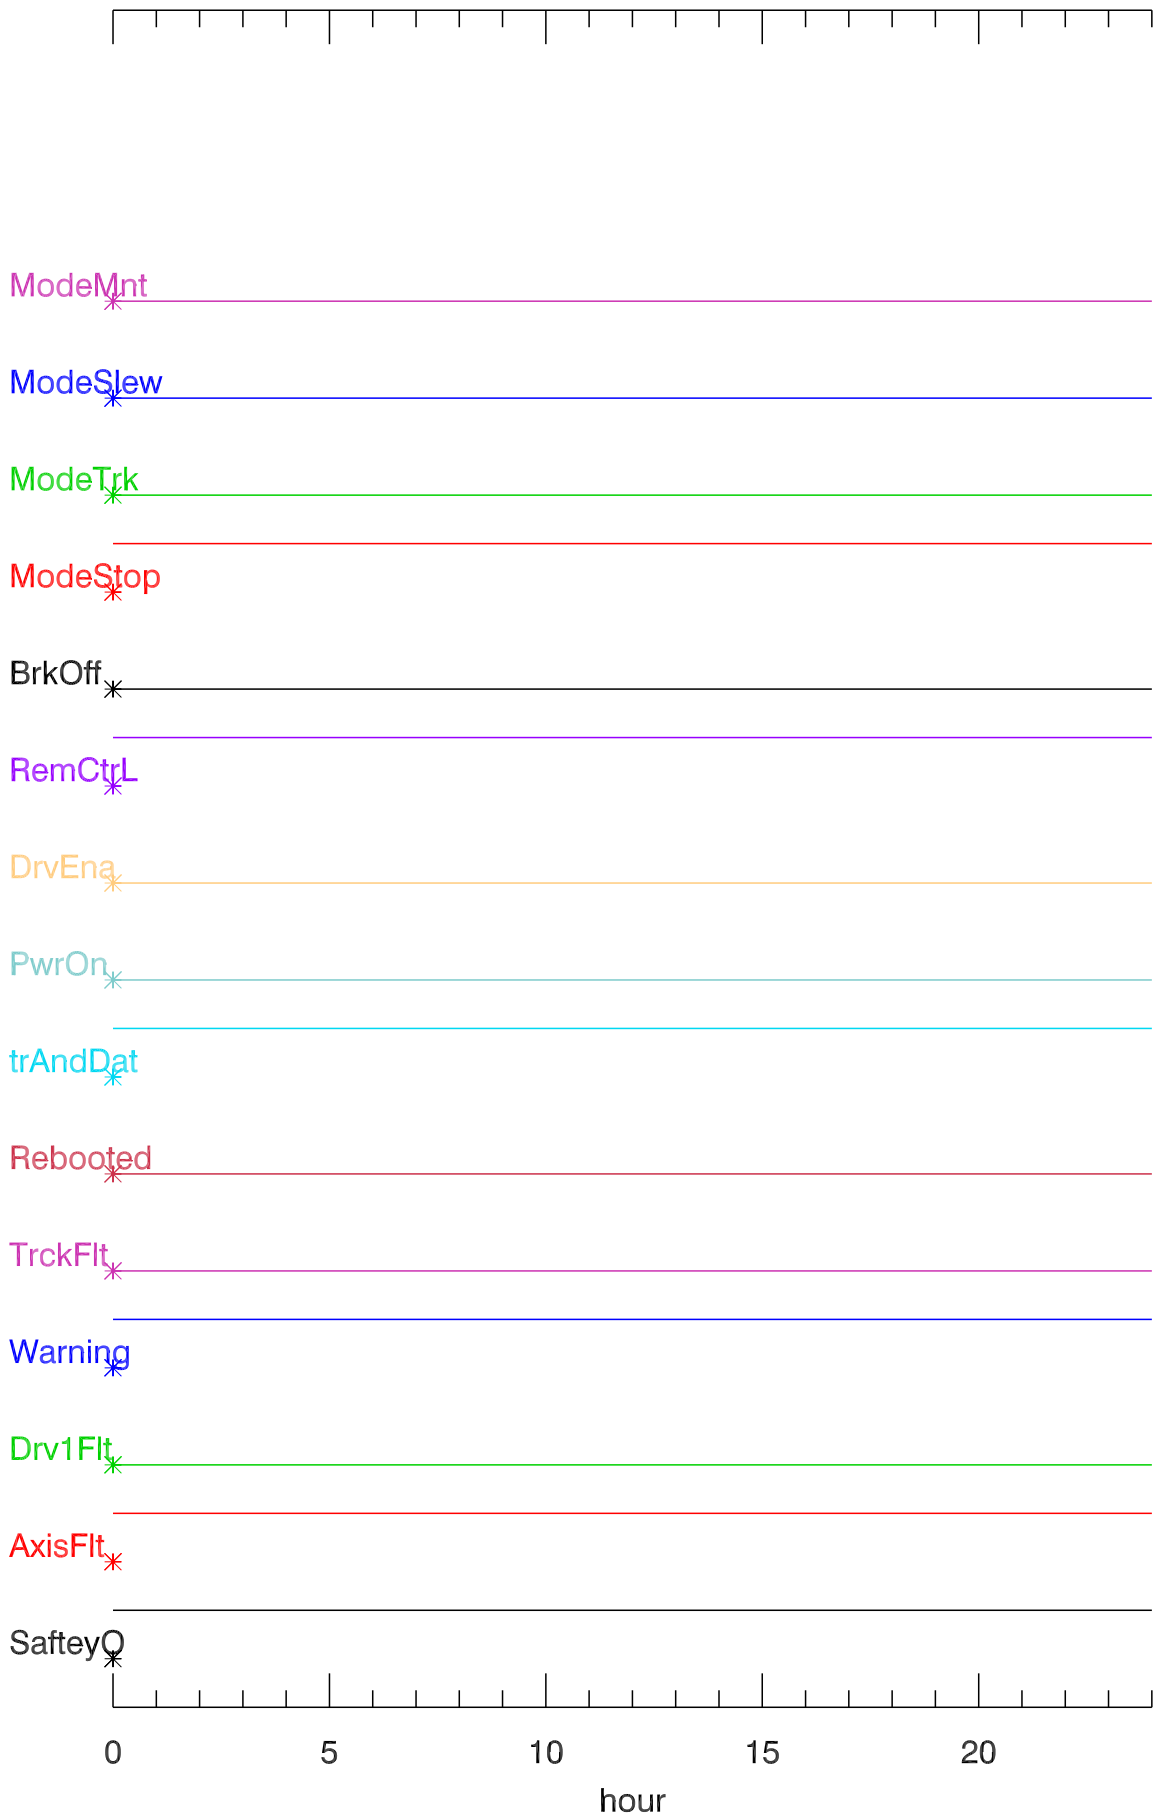 ModeMnt
ModeSlew
ModeTrk
ModeStop
BrkOff
RemCtrL
DrvEna
PwrOn
trAndDat
Rebooted
TrckFlt
Warning
Drv1Flt
AxisFlt
SafteyO
0 5 10 15 20
hour